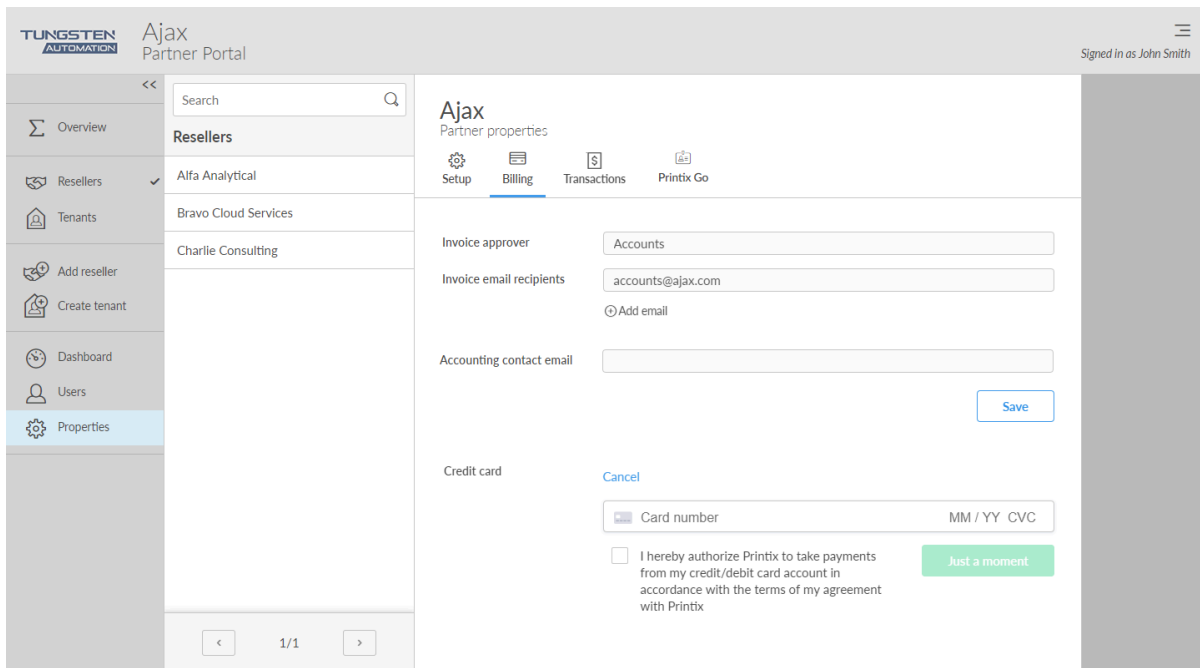 TUNGSTEN
AUTOMATION
Ajax
Partner Portal
Signed in as John Smith
<<
Overview
Resellers
Tenants
Add reseller
Create tenant
Dashboard
Users
Properties
Search
Resellers
Alfa Analytical
Bravo Cloud Services
Charlie Consulting
< 1/1 >
Ajax
Partner properties
Setup Billing Transactions Printix Go
Invoice approver Accounts
Invoice email recipients accounts@ajax.com
Add email
Accounting contact email
Save
Credit card Cancel
Card number MM / YY CVC
I hereby authorize Printix to take payments
from my credit/debit card account in
accordance with the terms of my agreement
with Printix
Just a moment